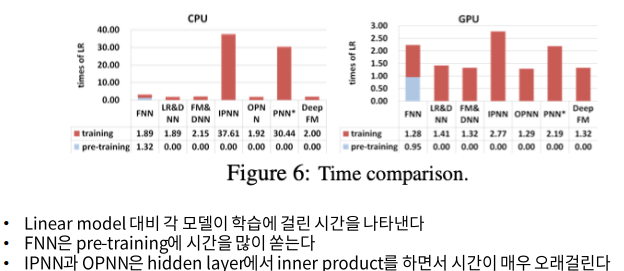 CPU
GPU
times of LR
40.00
30.00
20.00
10.00
0.00
FNN
LR&D NN
FM& DNN
IPNN
OPN N
PNN*
Deep FM
training 1.89 1.89 2.15 37.61 1.92 30.44 2.00
pre-training 1.32 0.00 0.00 0.00 0.00 0.00 0.00
times of LR
3.00
2.50
2.00
1.50
1.00
0.50
0.00
FNN
LR&D NN
FM& DNN
IPNN
OPNN
PNN*
Deep FM
training 1.28 1.41 1.32 2.77 1.29 2.19 1.32
pre-training 0.95 0.00 0.00 0.00 0.00 0.00 0.00
Figure 6: Time comparison.
• Linear model 대비 각 모델이 학습에 걸린 시간을 나타낸다
• FNN은 pre-training에 시간을 많이 쏟는다
• IPNN과 OPNN은 hidden layer에서 inner product를 하면서 시간이 매우 오래걸린다